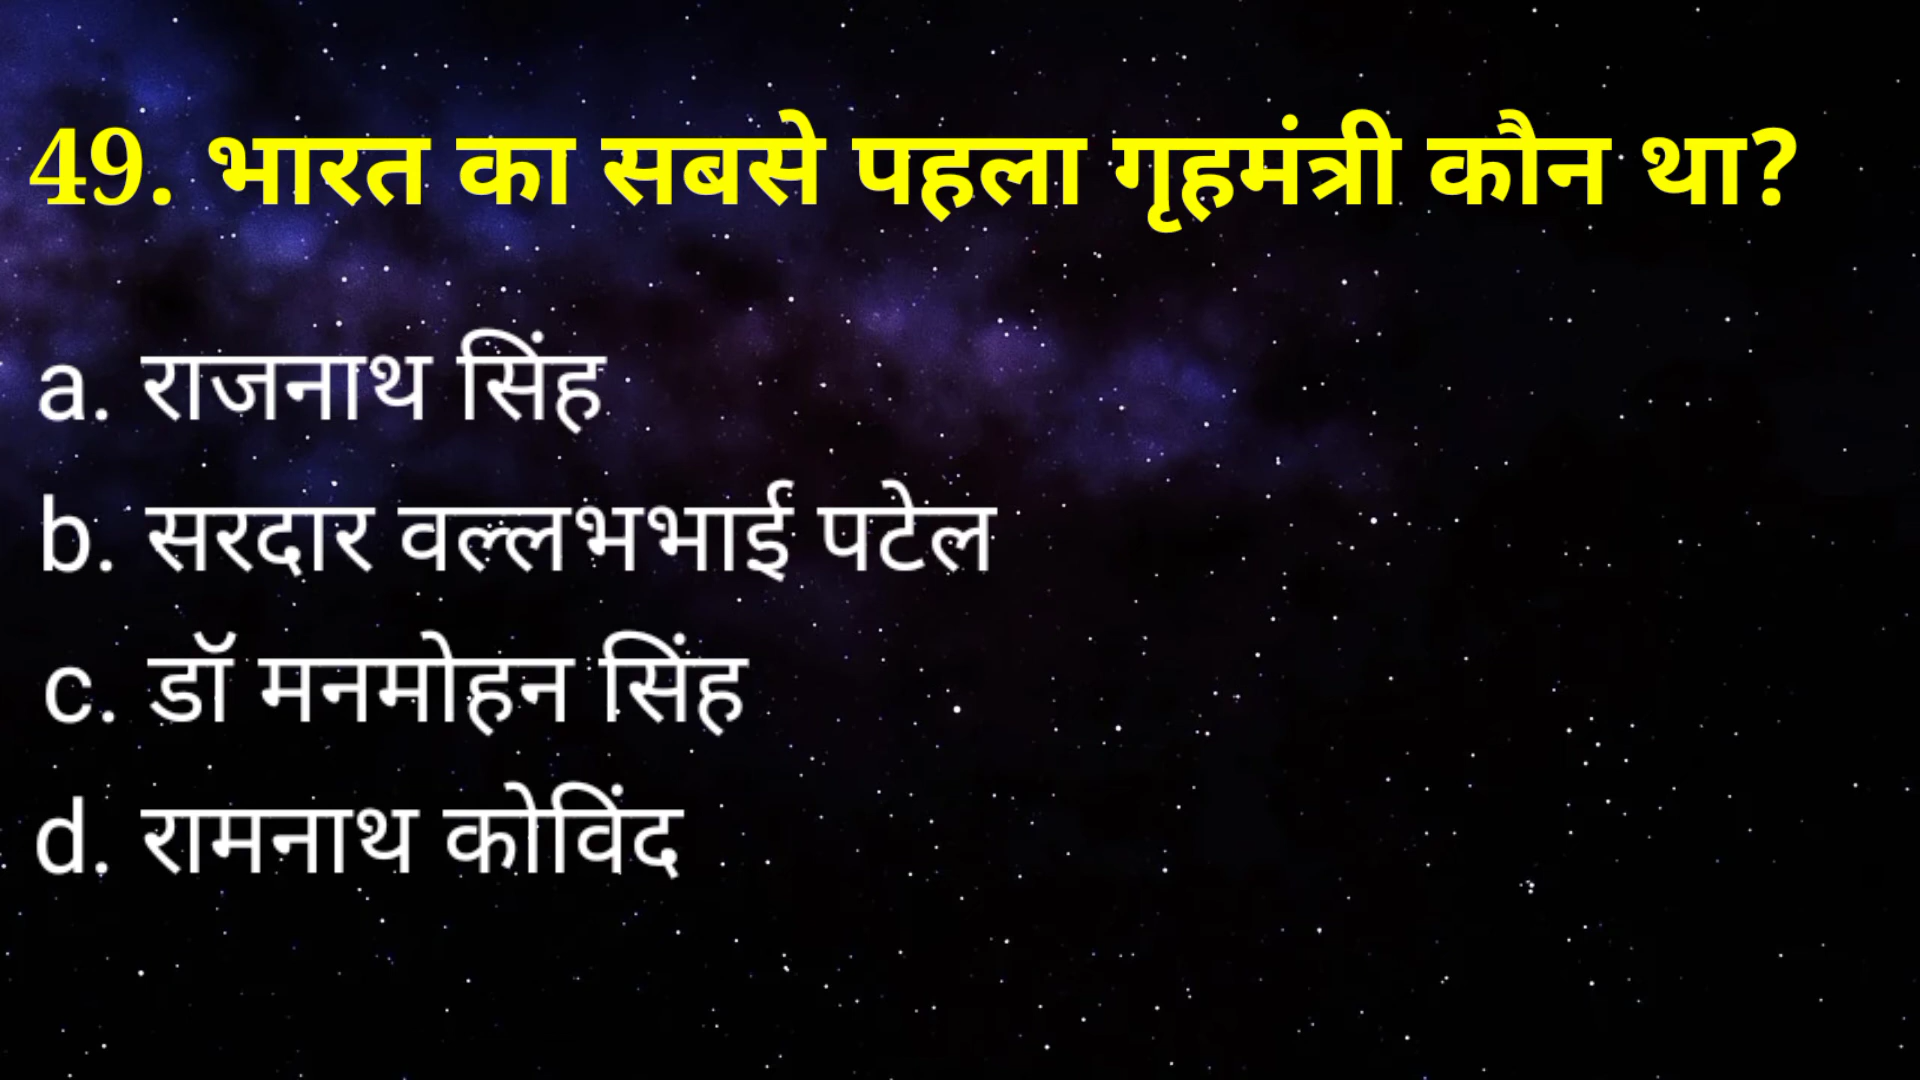 49. भारत का सबसे पहला गृहमंत्री कौन था?
a. राजनाथ सिंह
b. सरदार वल्लभभाई पटेल
c. डॉ मनमोहन सिंह
d. रामनाथ कोविंद